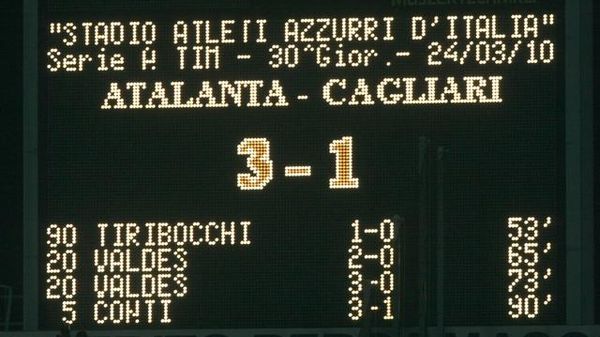 "STADIO ATLETI AZZURRI D'ITALIA"
Serie A TIM - 30^Gior.- 24/03/10
ATALANTA - CAGLIARI
3-1
90 TIRIBOCCHI 1-0 53'
20 VALDES 2-0 65'
20 VALDES 3-0 73'
5 CONTI 3-1 90'